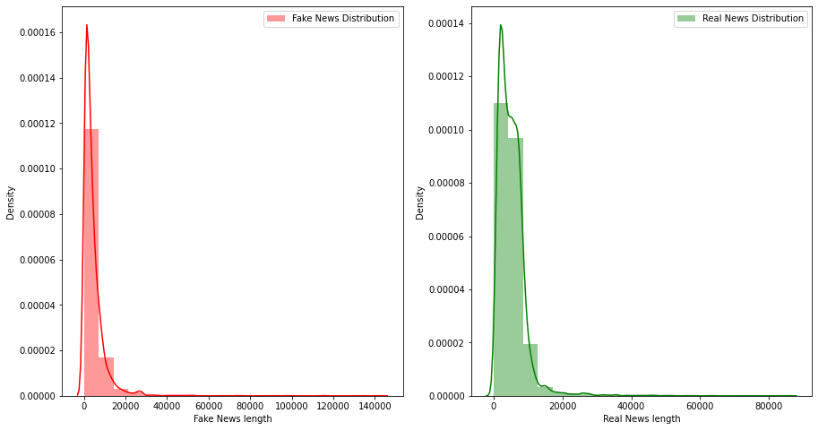 Fake News Distribution
0.00016
0.00014
0.00012
0.00010
0.00008
0.00006
0.00004
0.00002
0.00000
Density
0 20000 40000 60000 80000 100000 120000 140000
Fake News length
Real News Distribution
0.00014
0.00012
0.00010
0.00008
0.00006
0.00004
0.00002
0.00000
Density
0 20000 40000 60000 80000
Real News length